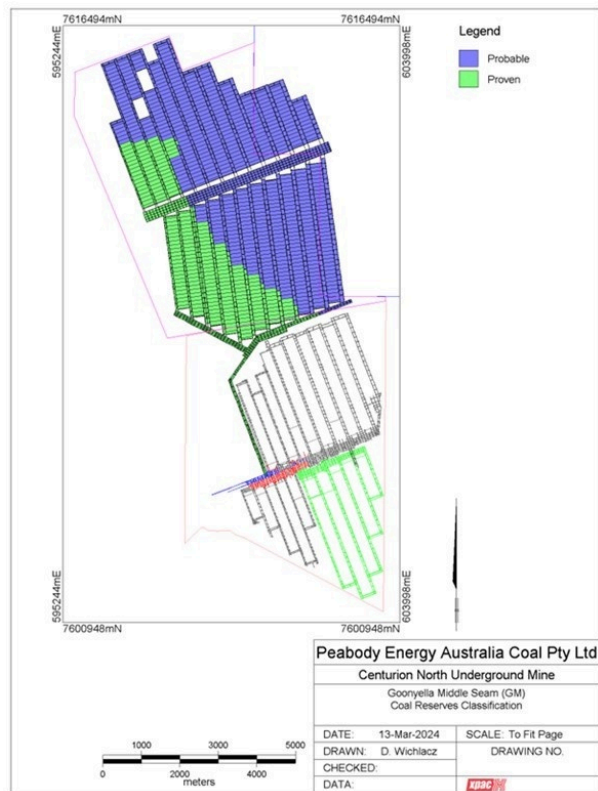 7616494mN
7616494mN
595244mE
603998mE
Legend
Probable
Proven
595244mE
603998mE
7600948mN
7600948mN
Peabody Energy Australia Coal Pty Ltd
Centurion North Underground Mine
Goonyella Middle Seam (GM)
Coal Reserves Classification
DATE: 13-Mar-2024
SCALE: To Fit Page
DRAWN: D. Wichlacz
DRAWING NO.
CHECKED:
DATA:
xpac
1000 3000 5000
0 2000 4000
meters